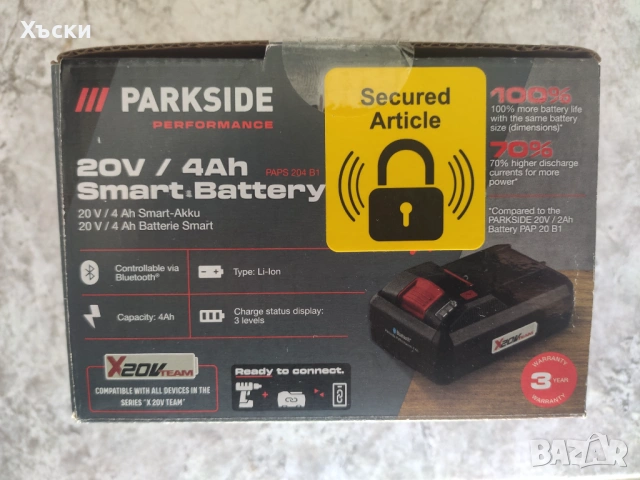 Хъски
/// PARKSIDE
PERFORMANCE
20V / 4Ah PAPS 204 B1
Smart Battery
20 V / 4 Ah Smart-Akku
20 V / 4 Ah Batterie Smart
Controllable via
Bluetooth®
Type: Li-Ion
Capacity: 4Ah
Charge status display:
3 levels
X20V TEAM
COMPATIBLE WITH ALL DEVICES IN THE
SERIES "X 20V TEAM"
Ready to connect.
Secured
Article
100%
100% more battery life
with the same battery
size (dimensions)*
70%
70% higher discharge
currents for more
power*
*Compared to the
PARKSIDE 20V / 2Ah
Battery PAP 20 B1
Bluetooth
X20V TEAM
WARRANTY
3 YEAR
WARRANTY
BAZAR